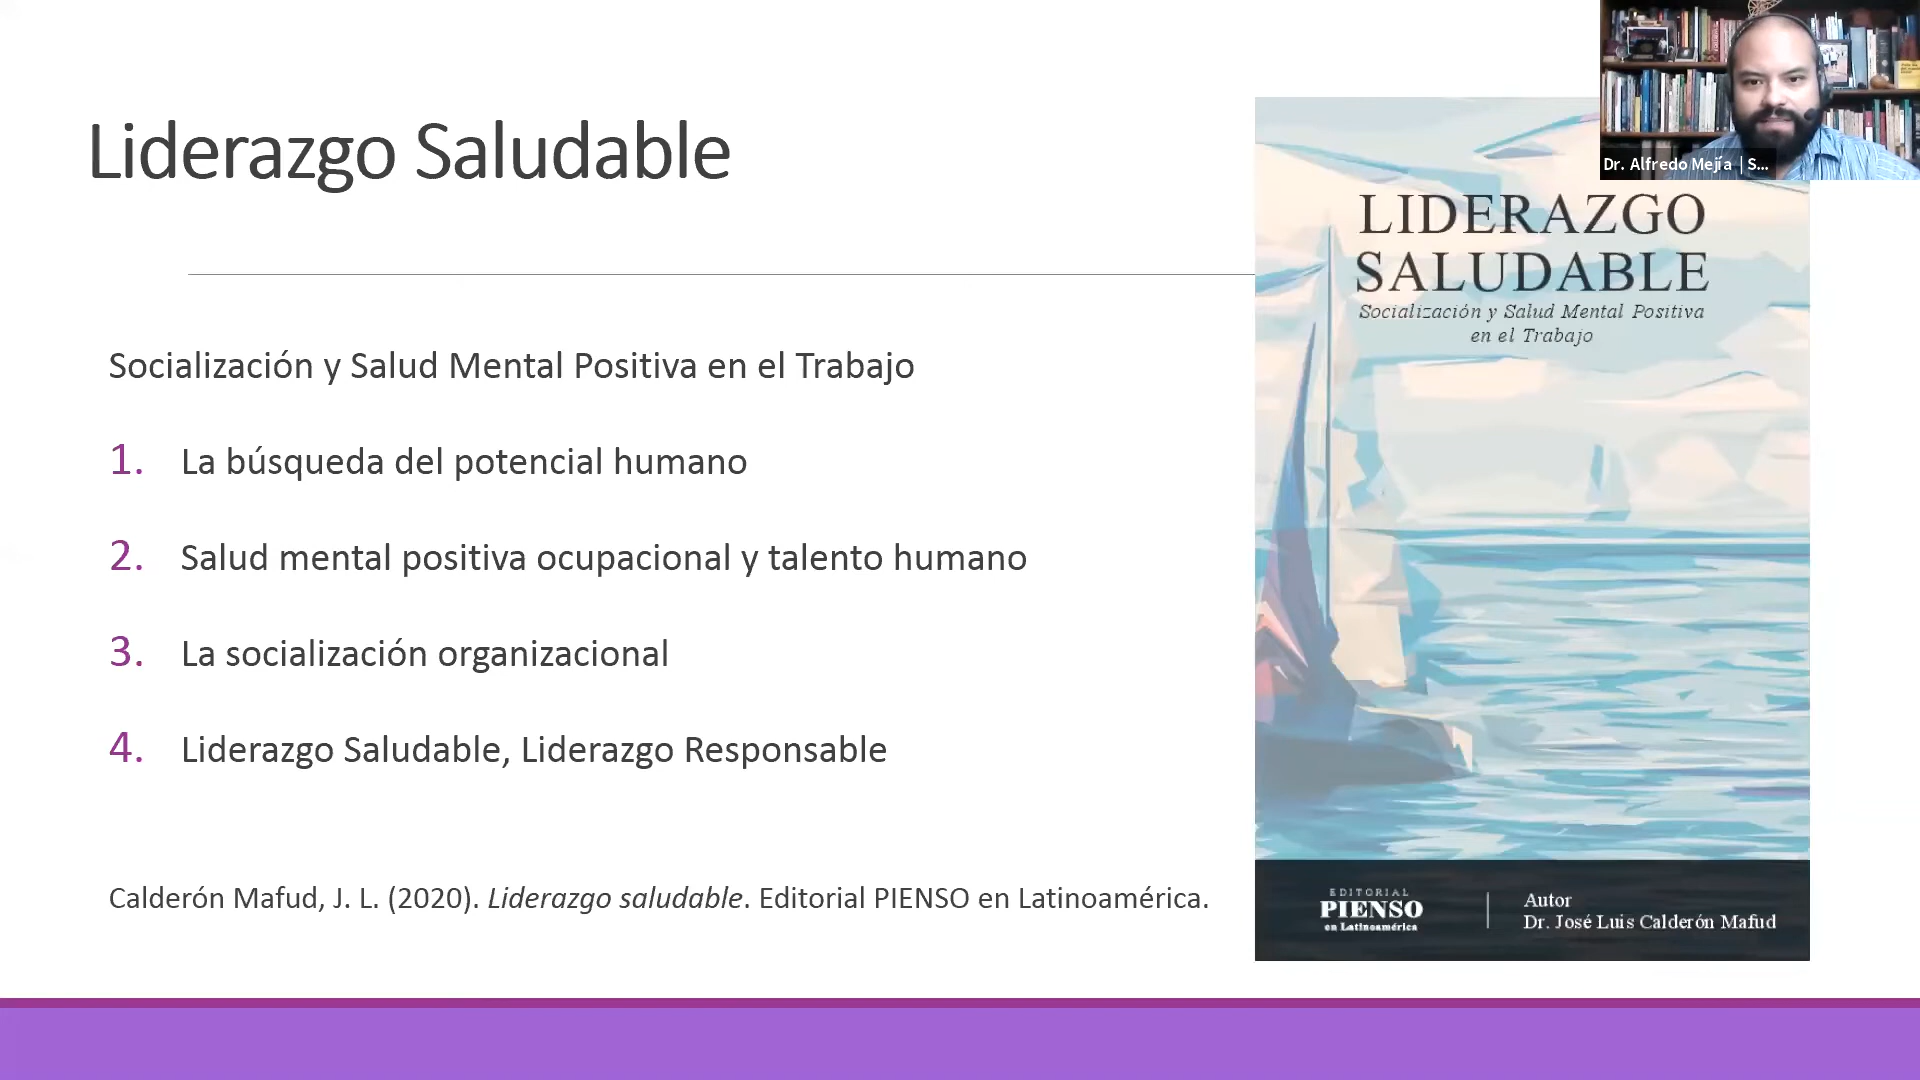 Liderazgo Saludable
Socialización y Salud Mental Positiva en el Trabajo
1. La búsqueda del potencial humano
2. Salud mental positiva ocupacional y talento humano
3. La socialización organizacional
4. Liderazgo Saludable, Liderazgo Responsable
Calderón Mafud, J. L. (2020). Liderazgo saludable. Editorial PIENSO en Latinoamérica.
Dr. Alfredo Mejía | S...
LIDERAZGO
SALUDABLE
Socialización y Salud Mental Positiva
en el Trabajo
EDITORIAL
PIENSO
en Latinoamérica
Autor
Dr. José Luis Calderón Mafud